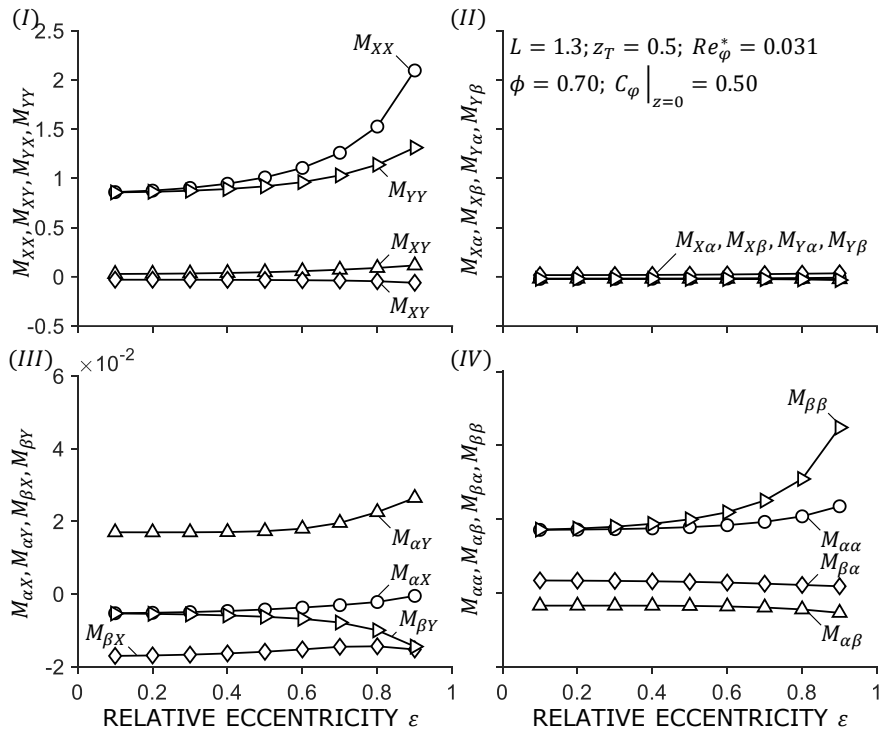 (I)
2.5
2
1.5
1
0.5
0
-0.5
M_XX, M_XY, M_YX, M_YY
M_XX
M_YY
M_XY
M_XY
(II)
L = 1.3; z_T = 0.5; Re*_φ = 0.031
ϕ = 0.70; C_φ|_z=0 = 0.50
M_Xα, M_Xβ, M_Yα, M_Yβ
M_Xα, M_Xβ, M_Yα, M_Yβ
(III)
×10^-2
6
4
2
0
-2
M_αX, M_αY, M_βX, M_βY
M_αY
M_αX
M_βX
M_βY
0
0.2
0.4
0.6
0.8
1
RELATIVE ECCENTRICITY ε
(IV)
M_αα, M_αβ, M_βα, M_ββ
M_ββ
M_αα
M_βα
M_αβ
0
0.2
0.4
0.6
0.8
1
RELATIVE ECCENTRICITY ε